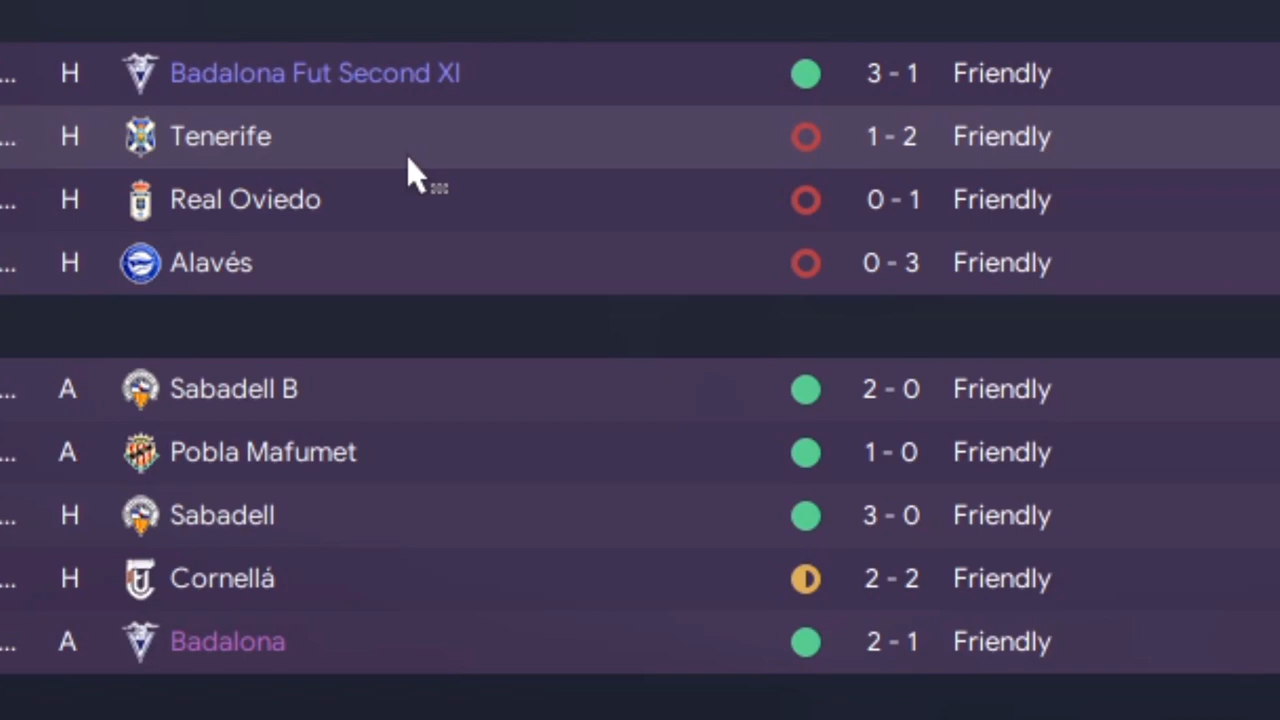 ... H Badalona Fut Second XI 3 - 1 Friendly
... H Tenerife 1 - 2 Friendly
... H Real Oviedo 0 - 1 Friendly
... H Alavés 0 - 3 Friendly
... A Sabadell B 2 - 0 Friendly
... A Pobla Mafumet 1 - 0 Friendly
... H Sabadell 3 - 0 Friendly
... H Cornellá 2 - 2 Friendly
... A Badalona 2 - 1 Friendly